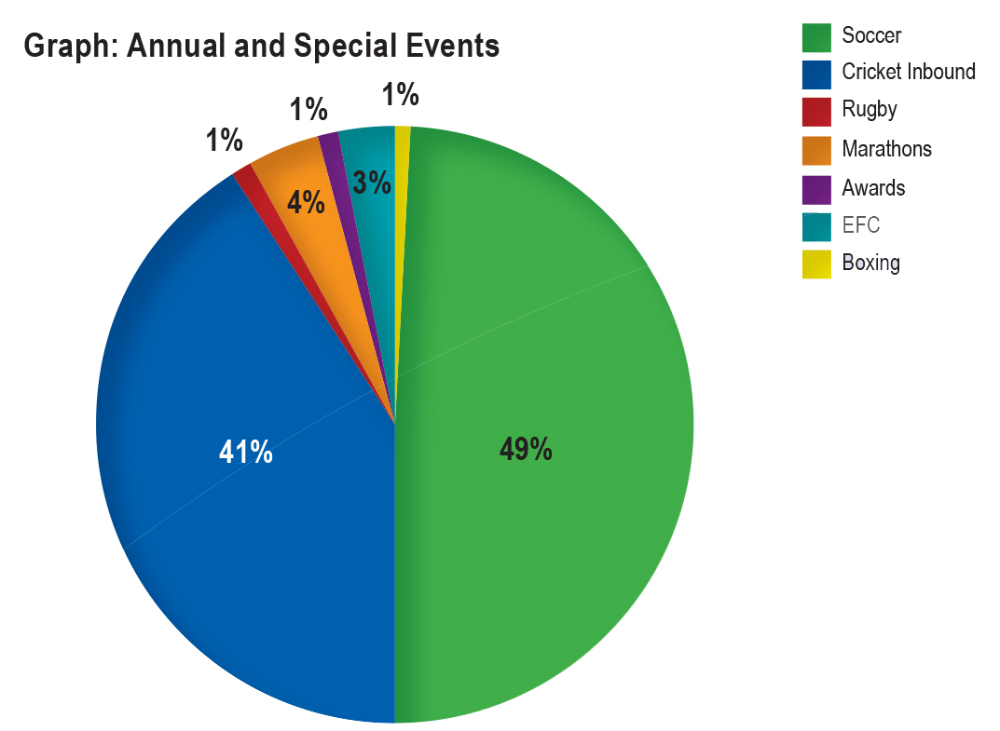 Graph: Annual and Special Events
Soccer
Cricket Inbound
Rugby
Marathons
Awards
EFC
Boxing
1%
1%
1%
3%
4%
49%
41%